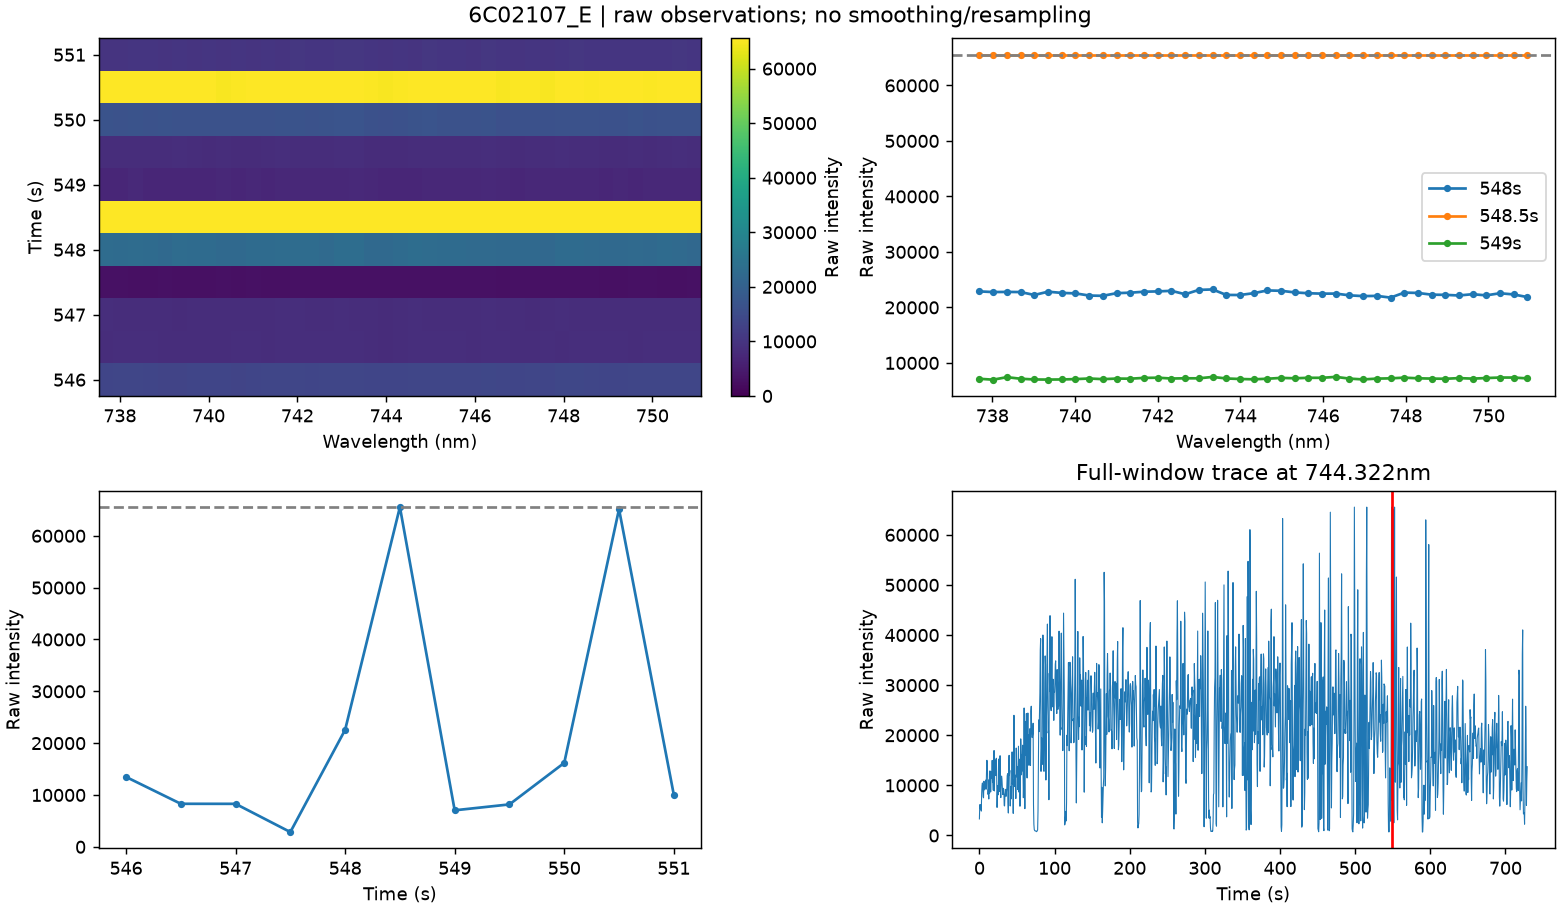 6C02107_E | raw observations; no smoothing/resampling
551
550
549
548
547
546
Time (s)
738 740 742 744 746 748 750
Wavelength (nm)
60000
50000
40000
30000
20000
10000
0
Raw intensity
60000
50000
40000
30000
20000
10000
Raw intensity
548s
548.5s
549s
738 740 742 744 746 748 750
Wavelength (nm)
60000
50000
40000
30000
20000
10000
0
Raw intensity
546 547 548 549 550 551
Time (s)
Full-window trace at 744.322nm
60000
50000
40000
30000
20000
10000
0
Raw intensity
0 100 200 300 400 500 600 700
Time (s)